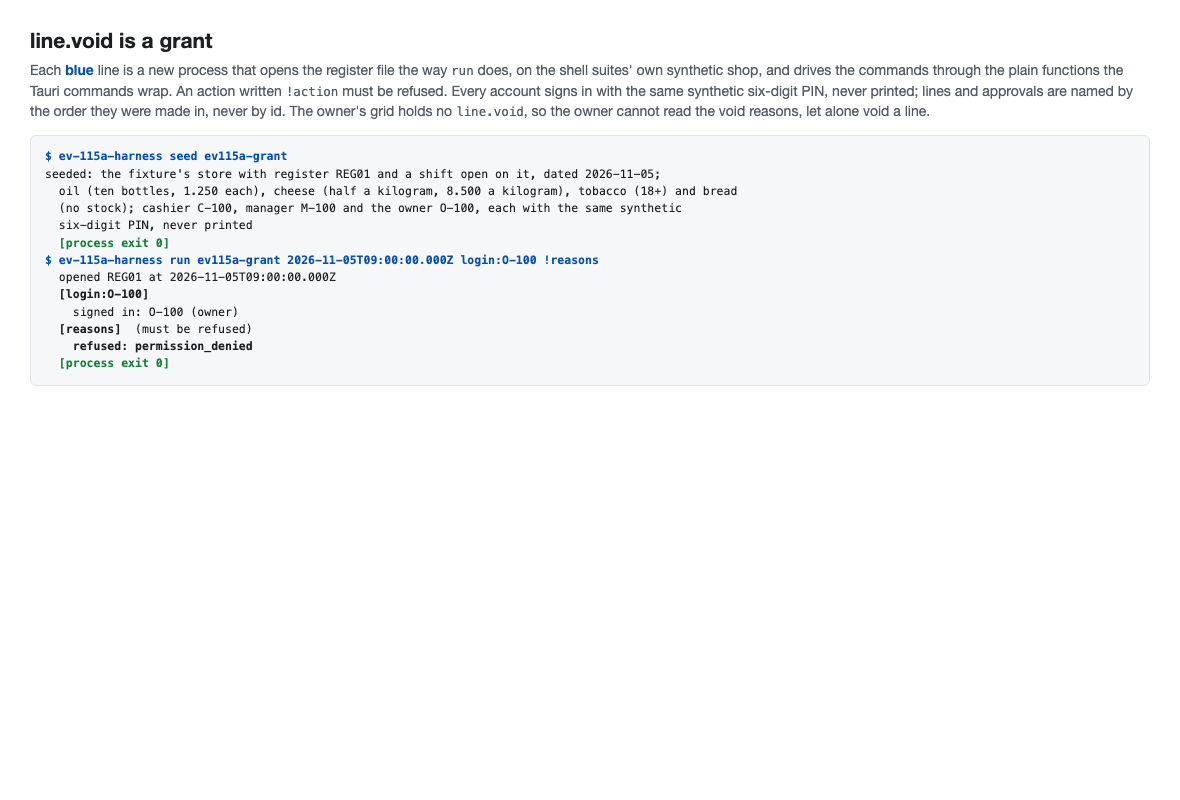 line.void is a grant
Each blue line is a new process that opens the register file the way run does, on the shell suites' own synthetic shop, and drives the commands through the plain functions the
Tauri commands wrap. An action written !action must be refused. Every account signs in with the same synthetic six-digit PIN, never printed; lines and approvals are named by
the order they were made in, never by id. The owner's grid holds no line.void, so the owner cannot read the void reasons, let alone void a line.
$ ev-115a-harness seed ev115a-grant
seeded: the fixture's store with register REG01 and a shift open on it, dated 2026-11-05;
oil (ten bottles, 1.250 each), cheese (half a kilogram, 8.500 a kilogram), tobacco (18+) and bread
(no stock); cashier C-100, manager M-100 and the owner O-100, each with the same synthetic
six-digit PIN, never printed
[process exit 0]
$ ev-115a-harness run ev115a-grant 2026-11-05T09:00:00.000Z login:O-100 !reasons
opened REG01 at 2026-11-05T09:00:00.000Z
[login:O-100]
signed in: O-100 (owner)
[reasons]  (must be refused)
refused: permission_denied
[process exit 0]